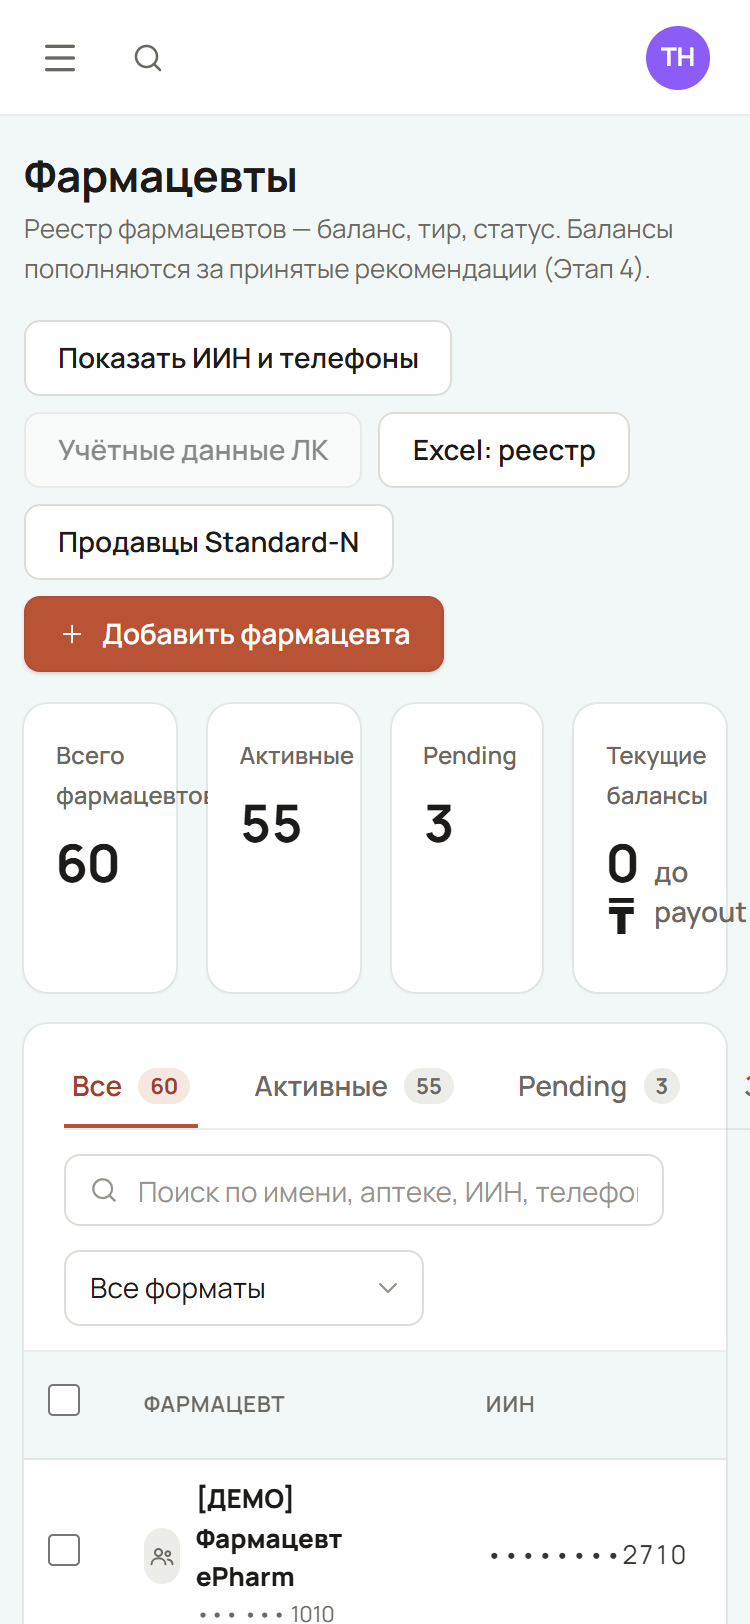 TH
Фармацевты
Реестр фармацевтов — баланс, тир, статус. Балансы
пополняются за принятые рекомендации (Этап 4).
Показать ИИН и телефоны
Учётные данные ЛК
Excel: реестр
Продавцы Standard-N
+ Добавить фармацевта
Всего
фармацевтов
60
Активные
55
Pending
3
Текущие
балансы
0 до
₸ payout
Все 60 Активные 55 Pending 3
Поиск по имени, аптеке, ИИН, телефо
Все форматы
ФАРМАЦЕВТ ИИН
[ДЕМО]
Фармацевт
ePharm
••••••••2710
•••••• 1010